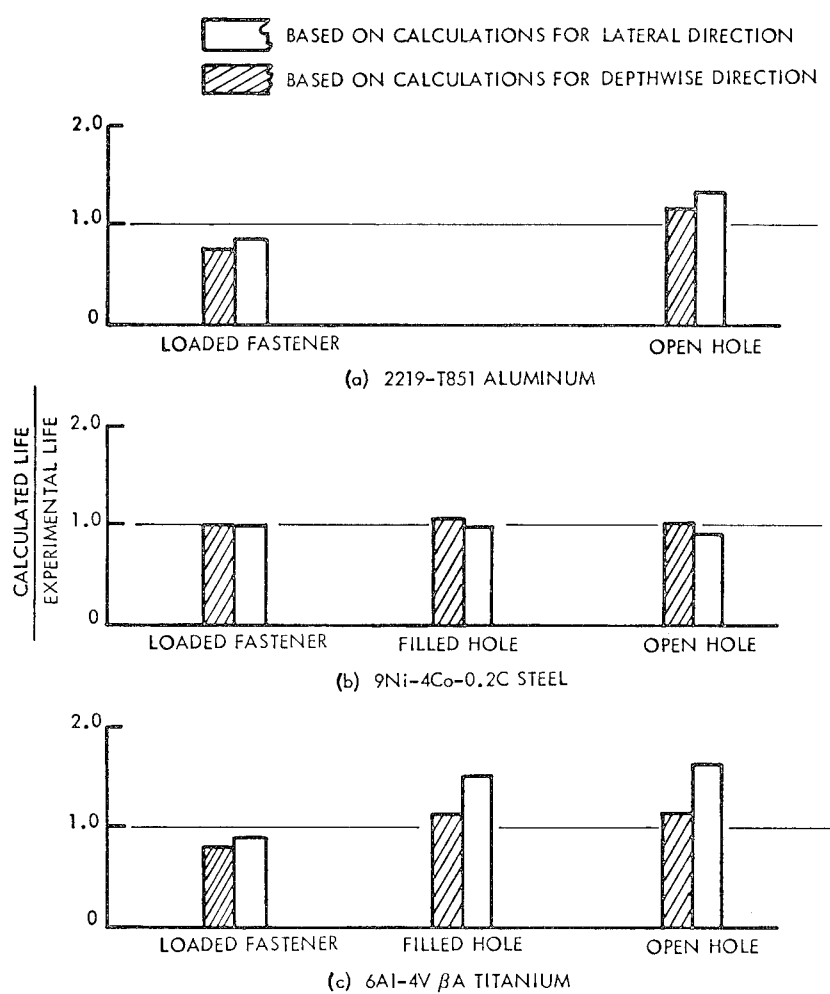 BASED ON CALCULATIONS FOR LATERAL DIRECTION
BASED ON CALCULATIONS FOR DEPTHWISE DIRECTION
2.0
1.0
0
LOADED FASTENER
OPEN HOLE
(a) 2219-T851 ALUMINUM
CALCULATED LIFE
EXPERIMENTAL LIFE
2.0
1.0
0
LOADED FASTENER
FILLED HOLE
OPEN HOLE
(b) 9Ni-4Co-0.2C STEEL
2.0
1.0
0
LOADED FASTENER
FILLED HOLE
OPEN HOLE
(c) 6Al-4V βA TITANIUM